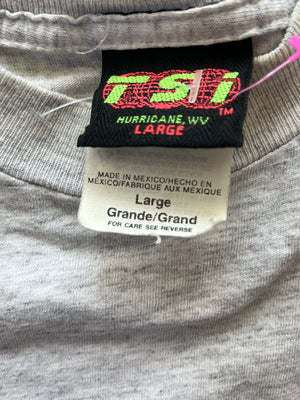 TSI
™
HURRICANE, WV
LARGE
MADE IN MEXICO/HECHO EN
MÉXICO/FABRIQUE AUX MEXIQUE
Large
Grande/Grand
FOR CARE SEE REVERSE